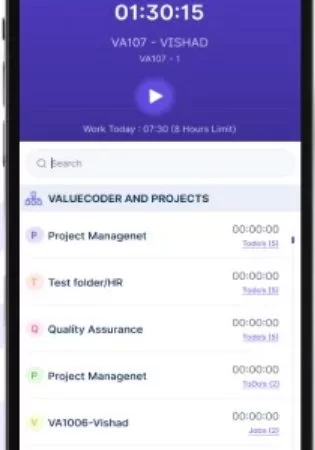 01:30:15
VA107 - VISHAD
VA107 - 1
Work Today : 07:30 (8 Hours Limit)
Search
VALUECODER AND PROJECTS
P Project Managenet 00:00:00
Todo's (5)
T Test folder/HR 00:00:00
Todo's (5)
Q Quality Assurance 00:00:00
Todo's (5)
P Project Managenet 00:00:00
ToDo's (2)
V VA1006-Vishad 00:00:00
Jobs (2)